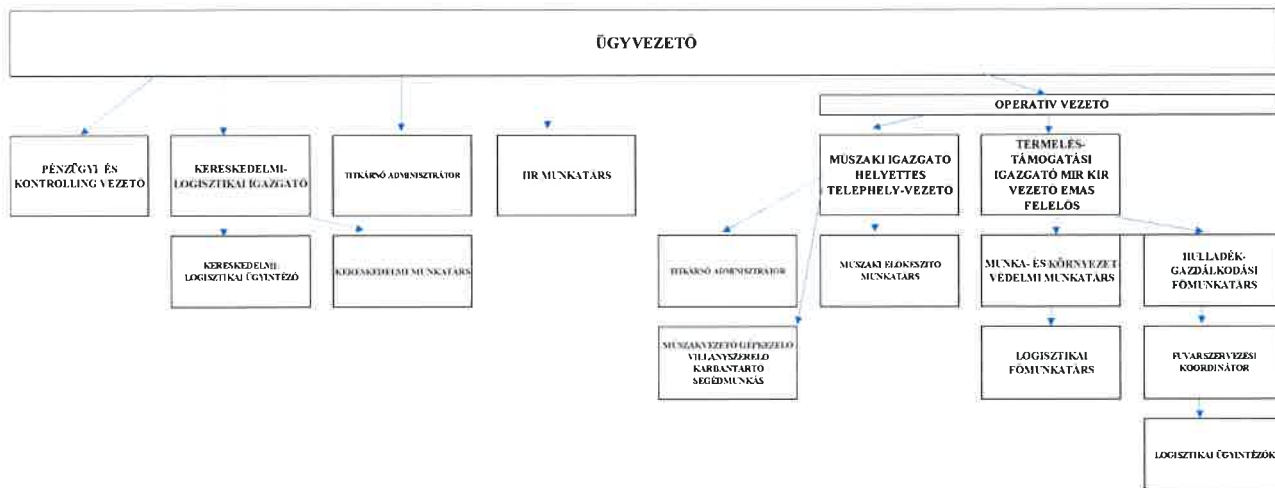 ÜGYVEZETŐ
OPERATÍV VEZETŐ
PÉNZÜGYI ÉS
KONTROLLING VEZETŐ
KERESKEDELMI-
LOGISZTIKAI IGAZGATÓ
TITKÁRNŐ ADMINISZTRÁTOR
HR MUNKATÁRS
MŰSZAKI IGAZGATÓ
HELYETTES
TELEPHELY-VEZETŐ
TERMELÉS-
TÁMOGATÁSI
IGAZGATÓ MIR KIR
VEZETŐ EMAS
FELELŐS
KERESKEDELMI-
LOGISZTIKAI ÜGYINTÉZŐ
KERESKEDELMI MUNKATÁRS
TITKÁRNŐ ADMINISZTRÁTOR
MŰSZAKI ELŐKÉSZÍTŐ
MUNKATÁRS
MUNKA- ÉS KÖRNYEZET-
VÉDELMI MUNKATÁRS
HULLADÉK-
GAZDÁLKODÁSI
FŐMUNKATÁRS
MŰSZAKVEZETŐ GÉPKEZELŐ
VILLANYSZERELŐ
KARBANTARTÓ
SEGÉDMUNKÁS
LOGISZTIKAI
FŐMUNKATÁRS
FUVARSZERVEZÉSI
KOORDINÁTOR
LOGISZTIKAI ÜGYINTÉZŐK